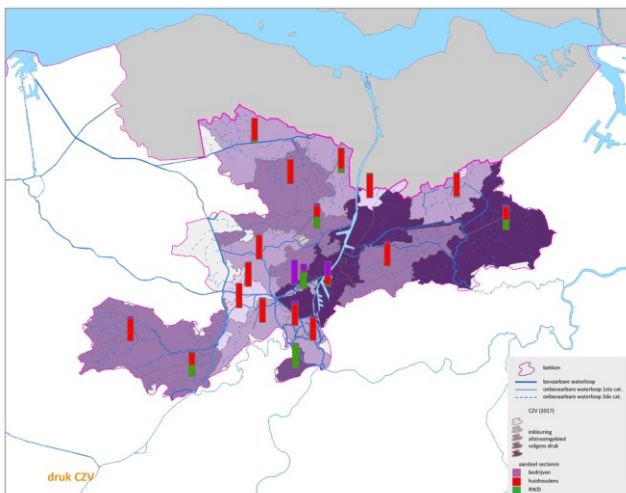 bekken
bevaarbare waterloop
onbevaarbare waterloop 1ste cat.
onbevaarbare waterloop 2de cat.
CZV (2017)
inkleuring
afstroomgebied
volgens druk
aandeel sectoren
bedrijven
huishoudens
RWZI
druk CZV